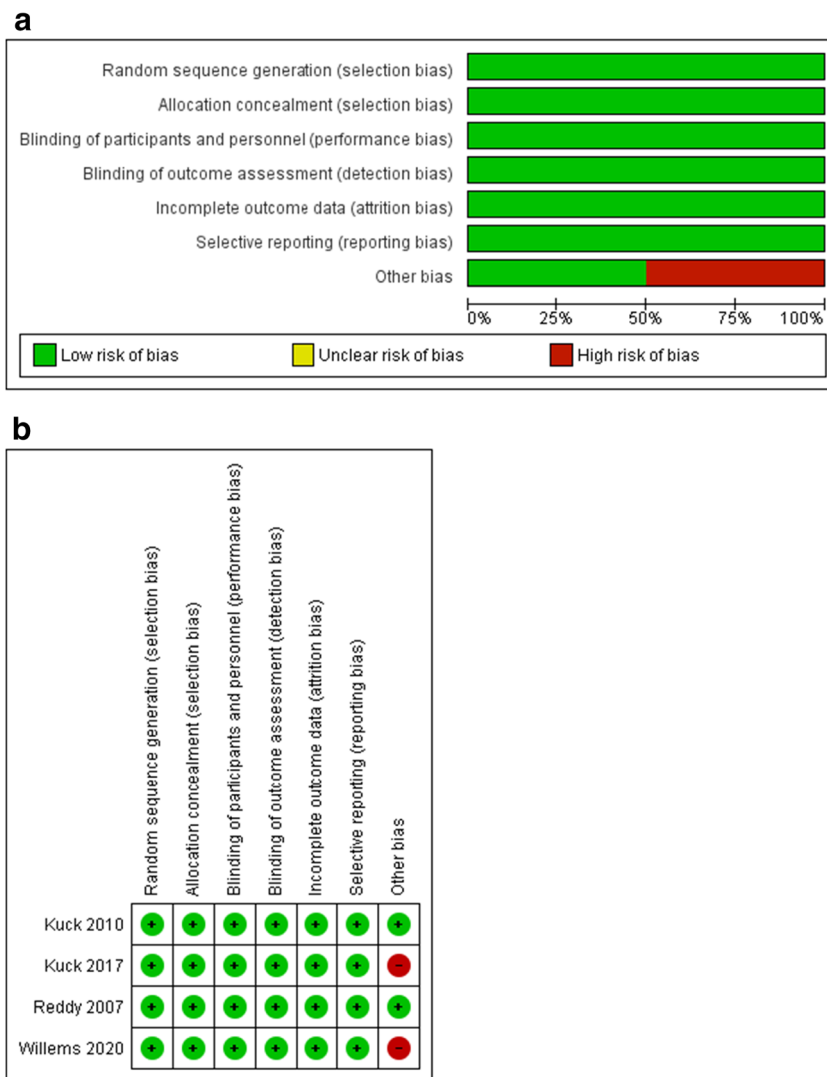 a
Random sequence generation (selection bias)
Allocation concealment (selection bias)
Blinding of participants and personnel (performance bias)
Blinding of outcome assessment (detection bias)
Incomplete outcome data (attrition bias)
Selective reporting (reporting bias)
Other bias
0% 25% 50% 75% 100%
Low risk of bias Unclear risk of bias High risk of bias
b
Random sequence generation (selection bias)
Allocation concealment (selection bias)
Blinding of participants and personnel (performance bias)
Blinding of outcome assessment (detection bias)
Incomplete outcome data (attrition bias)
Selective reporting (reporting bias)
Other bias
Kuck 2010 + + + + + + +
Kuck 2017 + + + + + + -
Reddy 2007 + + + + + + +
Willems 2020 + + + + + + -